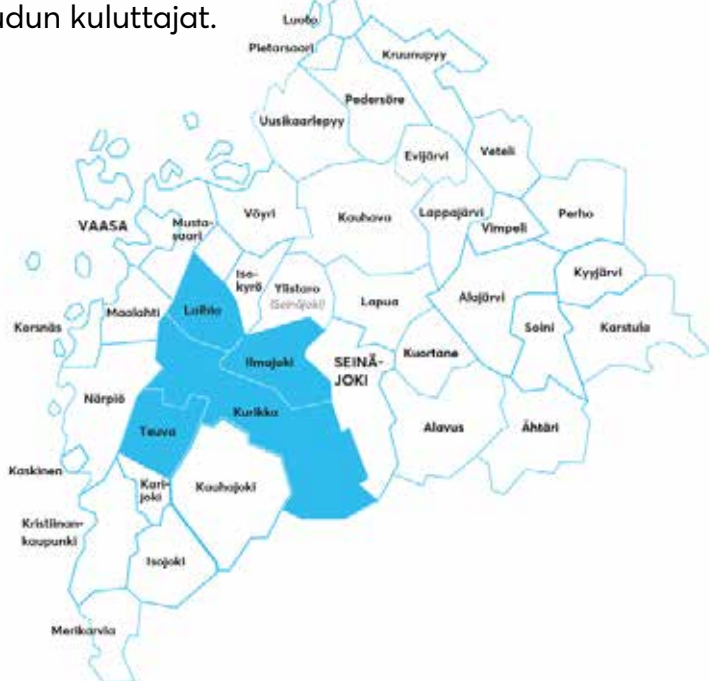 udun kuluttajat.
Luoto
Pietarsaari
Kruunupyy
Pedersöre
Uusikaarlepyy
Evijärvi
Veteli
Vöyri
Kauhava
Lappajärvi
Perho
VAASA
Musta-
saari
Vimpeli
Iso-
kyrö
Ylistaro
(Seinäjoki)
Kyyjärvi
Lapua
Alajärvi
Maalahti
Laihia
Korsnäs
Soini
Karstula
Ilmajoki
SEINÄ-
JOKI
Kuortane
Närpiö
Kurikka
Teuva
Alavus
Ähtäri
Kaskinen
Kari-
joki
Kauhajoki
Kristiinan-
kaupunki
Isojoki
Merikarvia